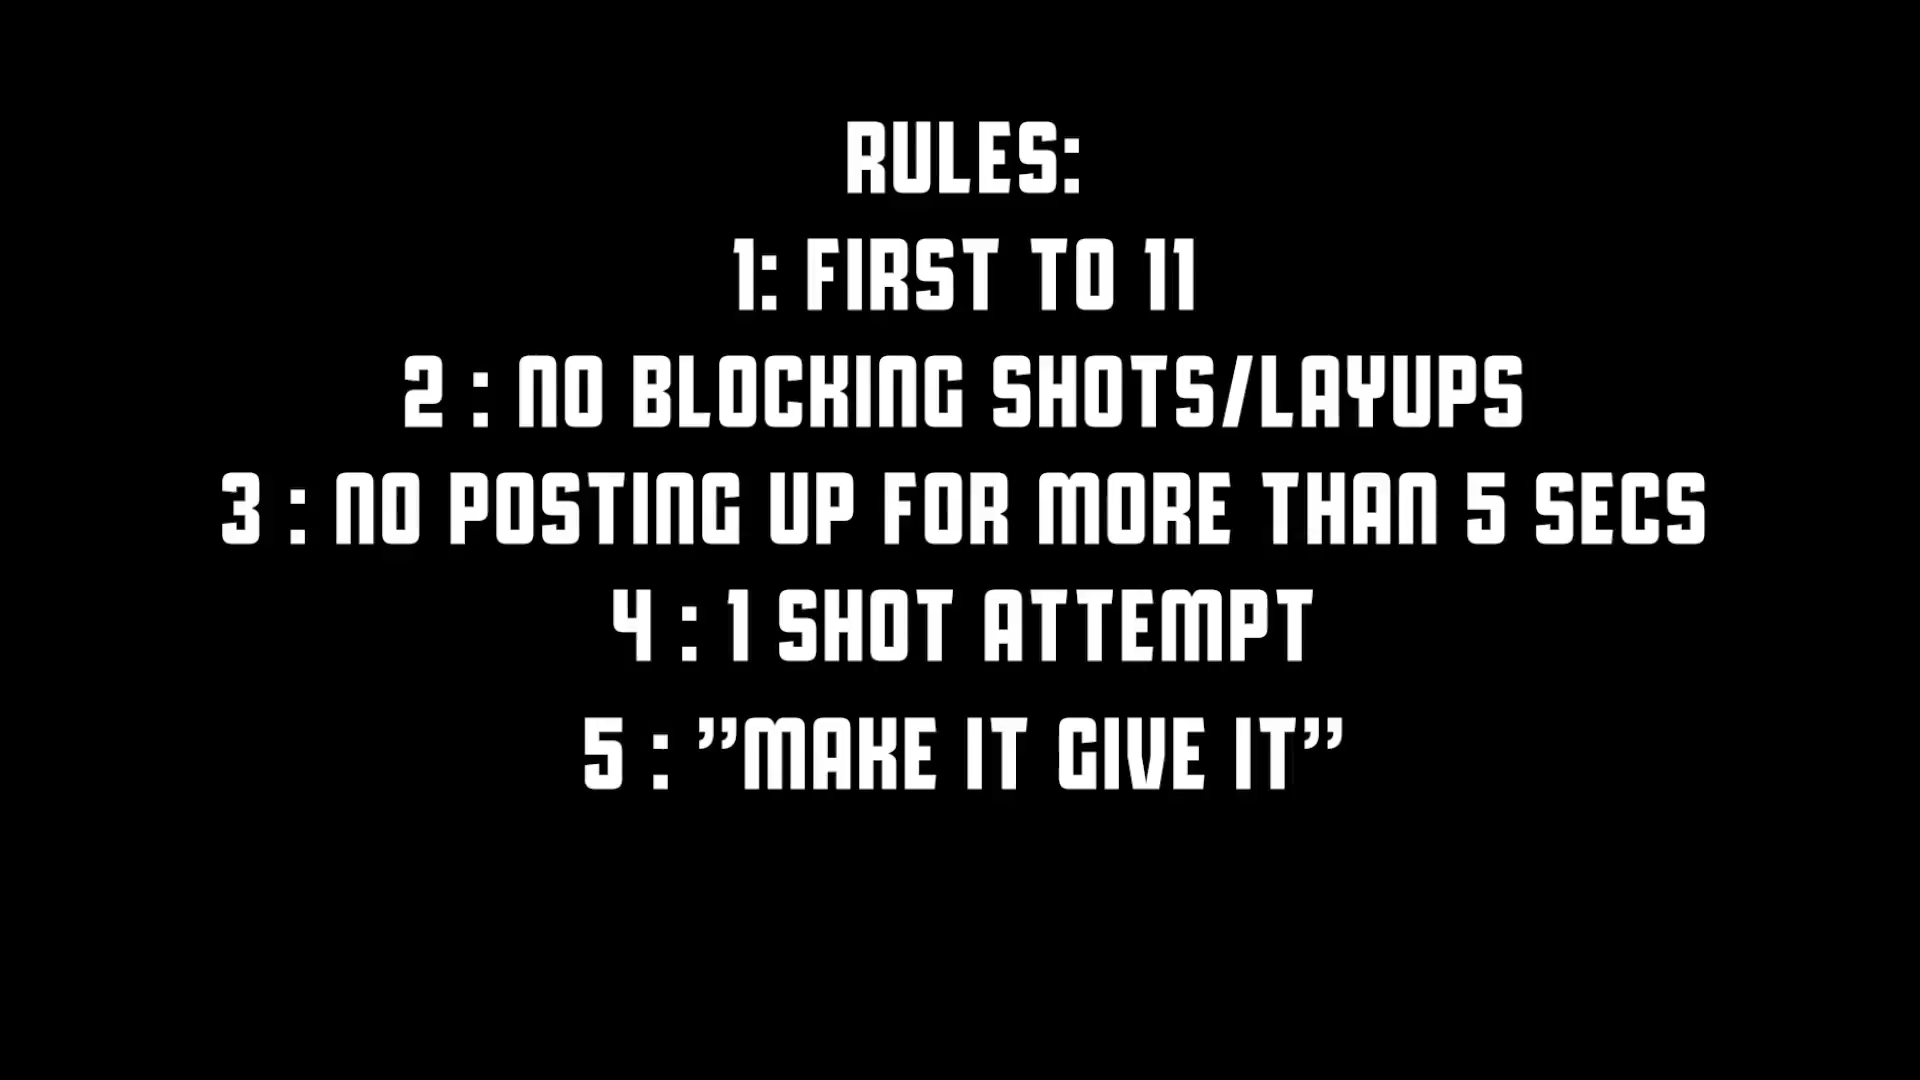 RULES:
1: FIRST TO 11
2 : NO BLOCKING SHOTS/LAYUPS
3 : NO POSTING UP FOR MORE THAN 5 SECS
4 : 1 SHOT ATTEMPT
5 : ”MAKE IT GIVE IT”